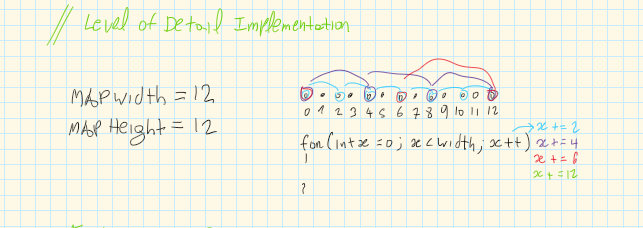 // Level of Detail Implementation
MAP width = 12
MAP Height = 12
0 1 2 3 4 5 6 7 8 9 10 11 12
for (int x = 0; x < width; x++)
x += 2
x += 4
x += 6
x += 12